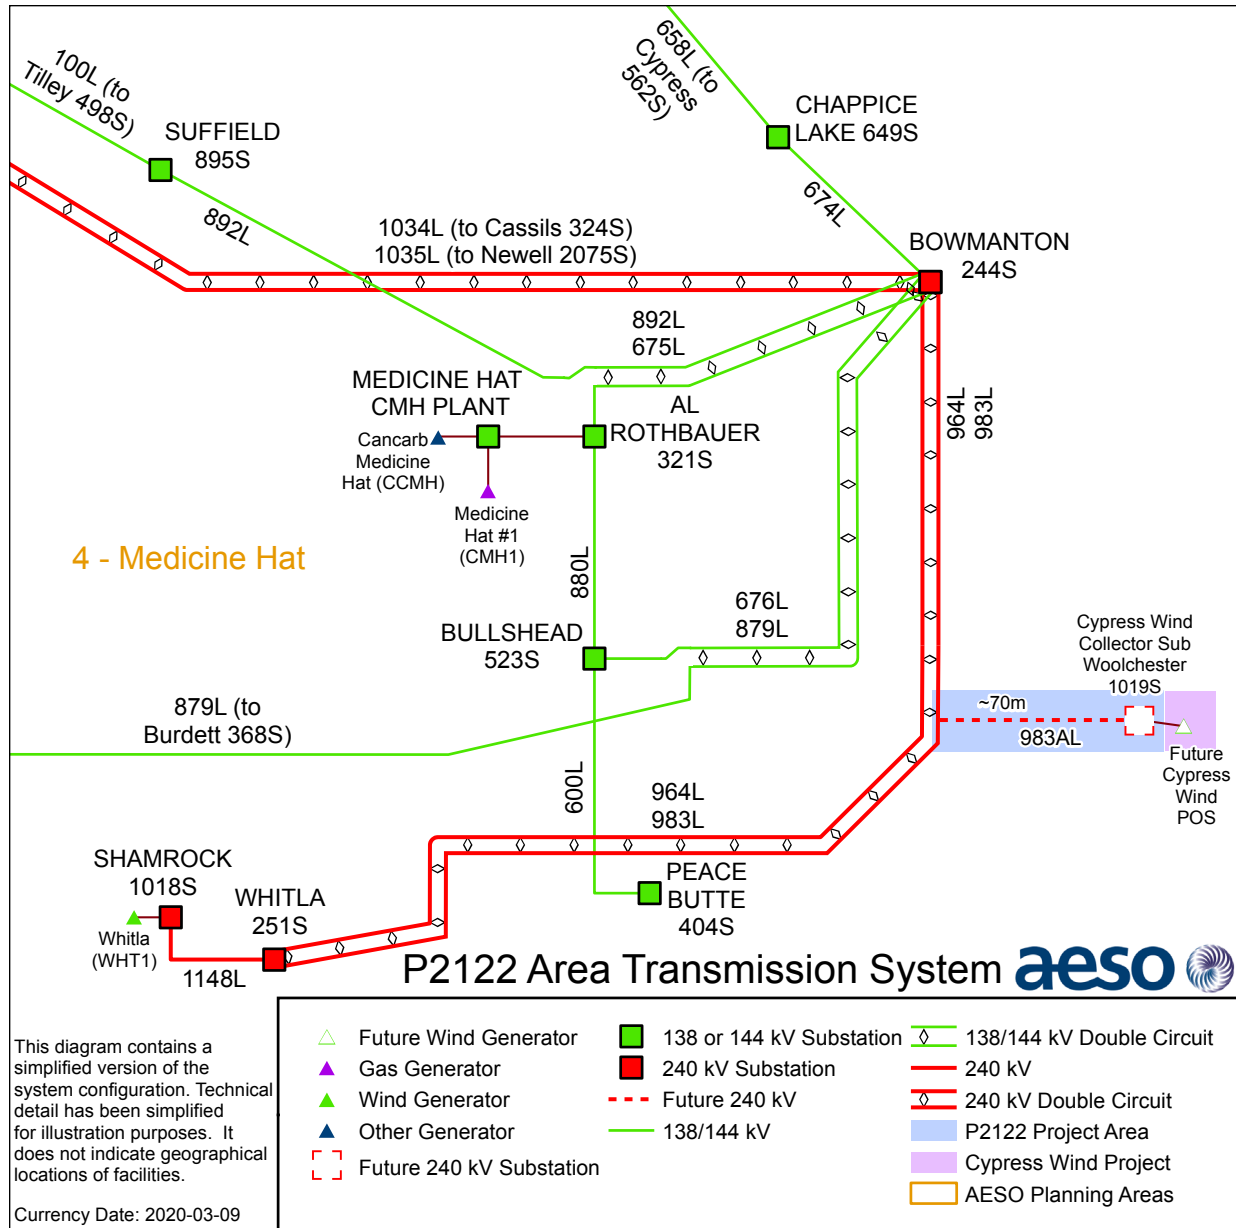 658L (to
Cypress
562S)
100L (to
Tilley 498S)
CHAPPICE
LAKE 649S
SUFFIELD
895S
674L
892L
1034L (to Cassils 324S)
1035L (to Newell 2075S)
BOWMANTON
244S
892L
675L
MEDICINE HAT
CMH PLANT
AL
ROTHBAUER
321S
964L
983L
Cancarb
Medicine
Hat (CCMH)
Medicine
Hat #1
(CMH1)
4 - Medicine Hat
880L
676L
879L
BULLSHEAD
523S
Cypress Wind
Collector Sub
Woolchester
1019S
~70m
983AL
879L (to
Burdett 368S)
Future
Cypress
Wind
POS
600L
964L
983L
SHAMROCK
1018S
WHITLA
251S
PEACE
BUTTE
404S
Whitla
(WHT1)
1148L
P2122 Area Transmission System
aeso
This diagram contains a
simplified version of the
system configuration. Technical
detail has been simplified
for illustration purposes. It
does not indicate geographical
locations of facilities.
Currency Date: 2020-03-09
Future Wind Generator
Gas Generator
Wind Generator
Other Generator
Future 240 kV Substation
138 or 144 kV Substation
240 kV Substation
Future 240 kV
138/144 kV
138/144 kV Double Circuit
240 kV
240 kV Double Circuit
P2122 Project Area
Cypress Wind Project
AESO Planning Areas